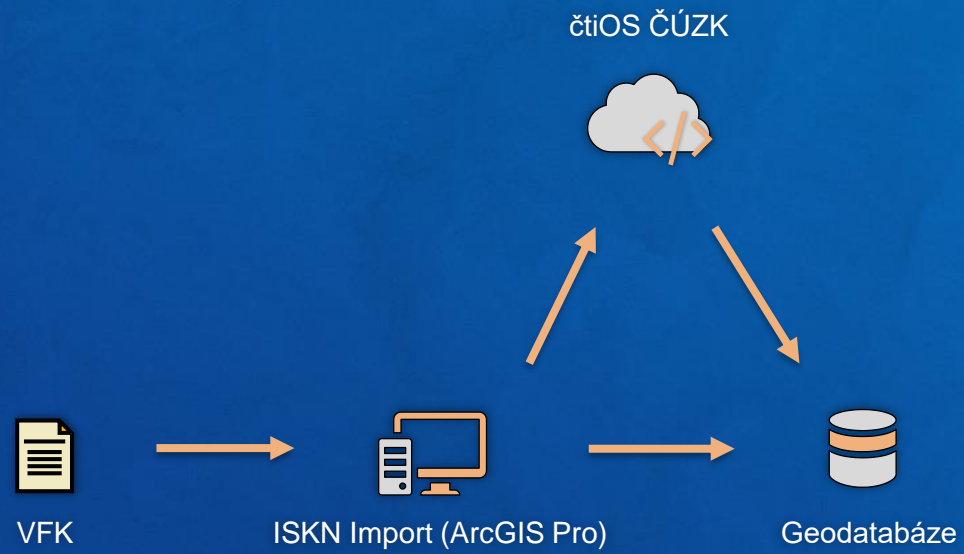 čtiOS ČÚZK
VFK
ISKN Import (ArcGIS Pro)
Geodatabáze